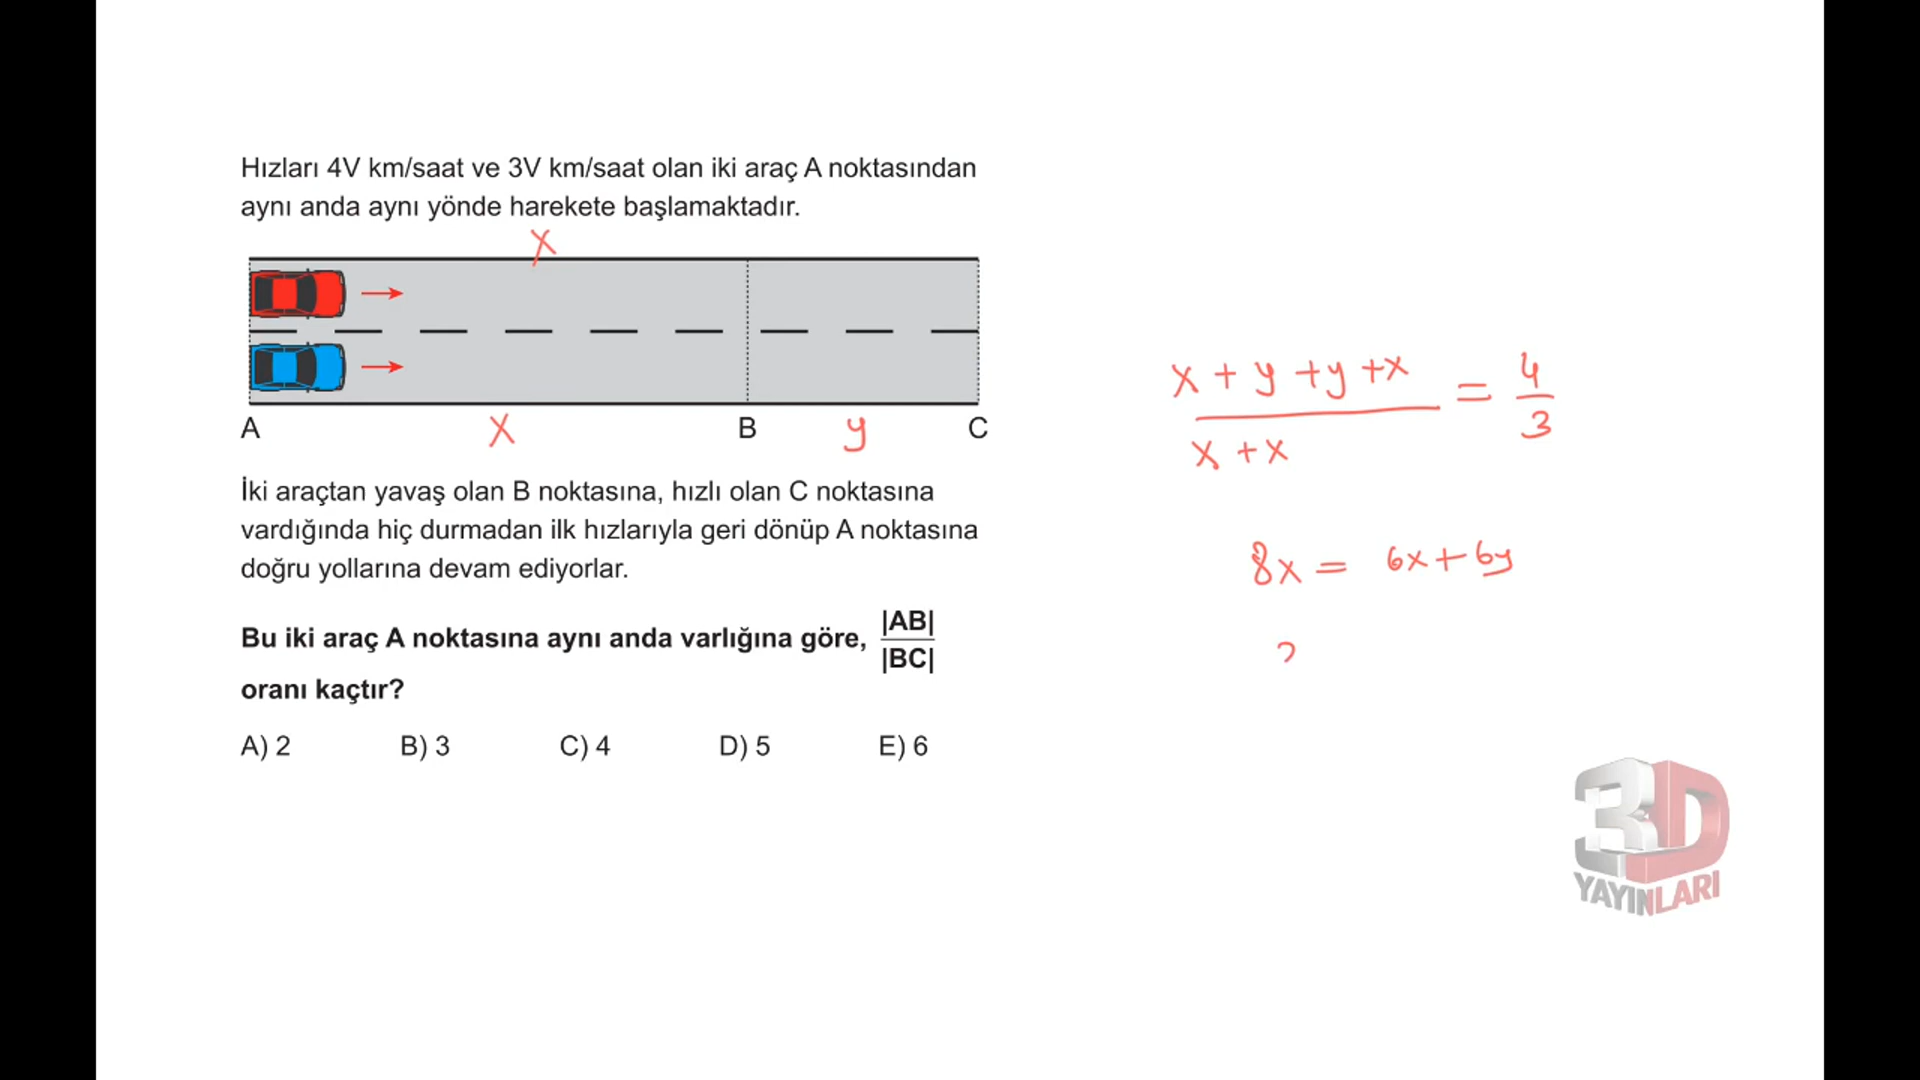 Hızları 4V km/saat ve 3V km/saat olan iki araç A noktasından
aynı anda aynı yönde harekete başlamaktadır.
x
A x B y C
İki araçtan yavaş olan B noktasına, hızlı olan C noktasına
vardığında hiç durmadan ilk hızlarıyla geri dönüp A noktasına
doğru yollarına devam ediyorlar.
Bu iki araç A noktasına aynı anda varlığına göre, |AB|/|BC|
oranı kaçtır?
A) 2 B) 3 C) 4 D) 5 E) 6
x + y + y + x / x + x = 4/3
8x = 6x + 6y
3D
YAYINLARI